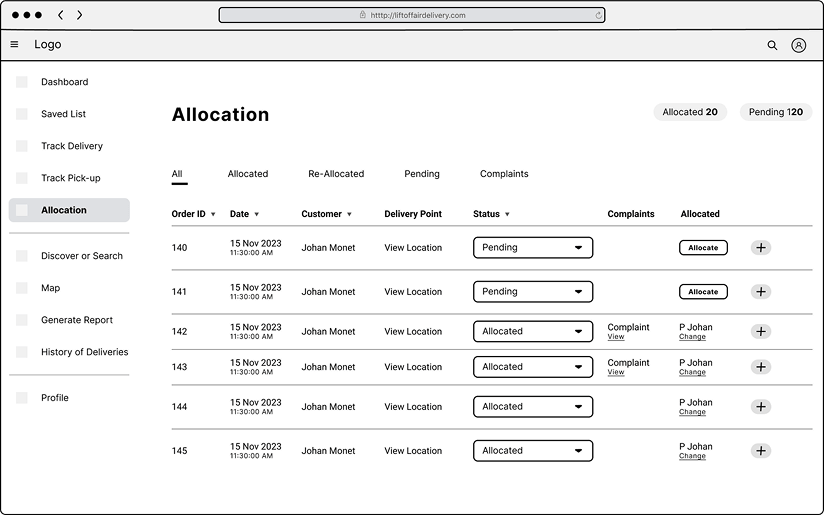 htttp://liftoffairdelivery.com
Logo
Dashboard
Saved List
Track Delivery
Track Pick-up
Allocation
Discover or Search
Map
Generate Report
History of Deliveries
Profile
Allocation
Allocated 20
Pending 120
All Allocated Re-Allocated Pending Complaints
Order ID Date Customer Delivery Point Status Complaints Allocated
140 15 Nov 2023 Johan Monet View Location Pending Allocate
11:30:00 AM
141 15 Nov 2023 Johan Monet View Location Pending Allocate
11:30:00 AM
142 15 Nov 2023 Johan Monet View Location Allocated Complaint P Johan
11:30:00 AM View Change
143 15 Nov 2023 Johan Monet View Location Allocated Complaint P Johan
11:30:00 AM View Change
144 15 Nov 2023 Johan Monet View Location Allocated P Johan
11:30:00 AM Change
145 15 Nov 2023 Johan Monet View Location Allocated P Johan
11:30:00 AM Change